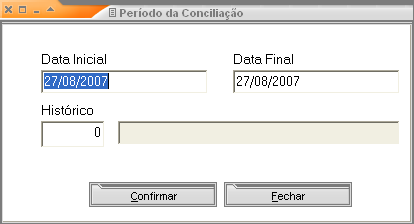 Período da Conciliação
Data Inicial Data Final
27/08/2007 27/08/2007
Histórico
0
Confirmar Fechar